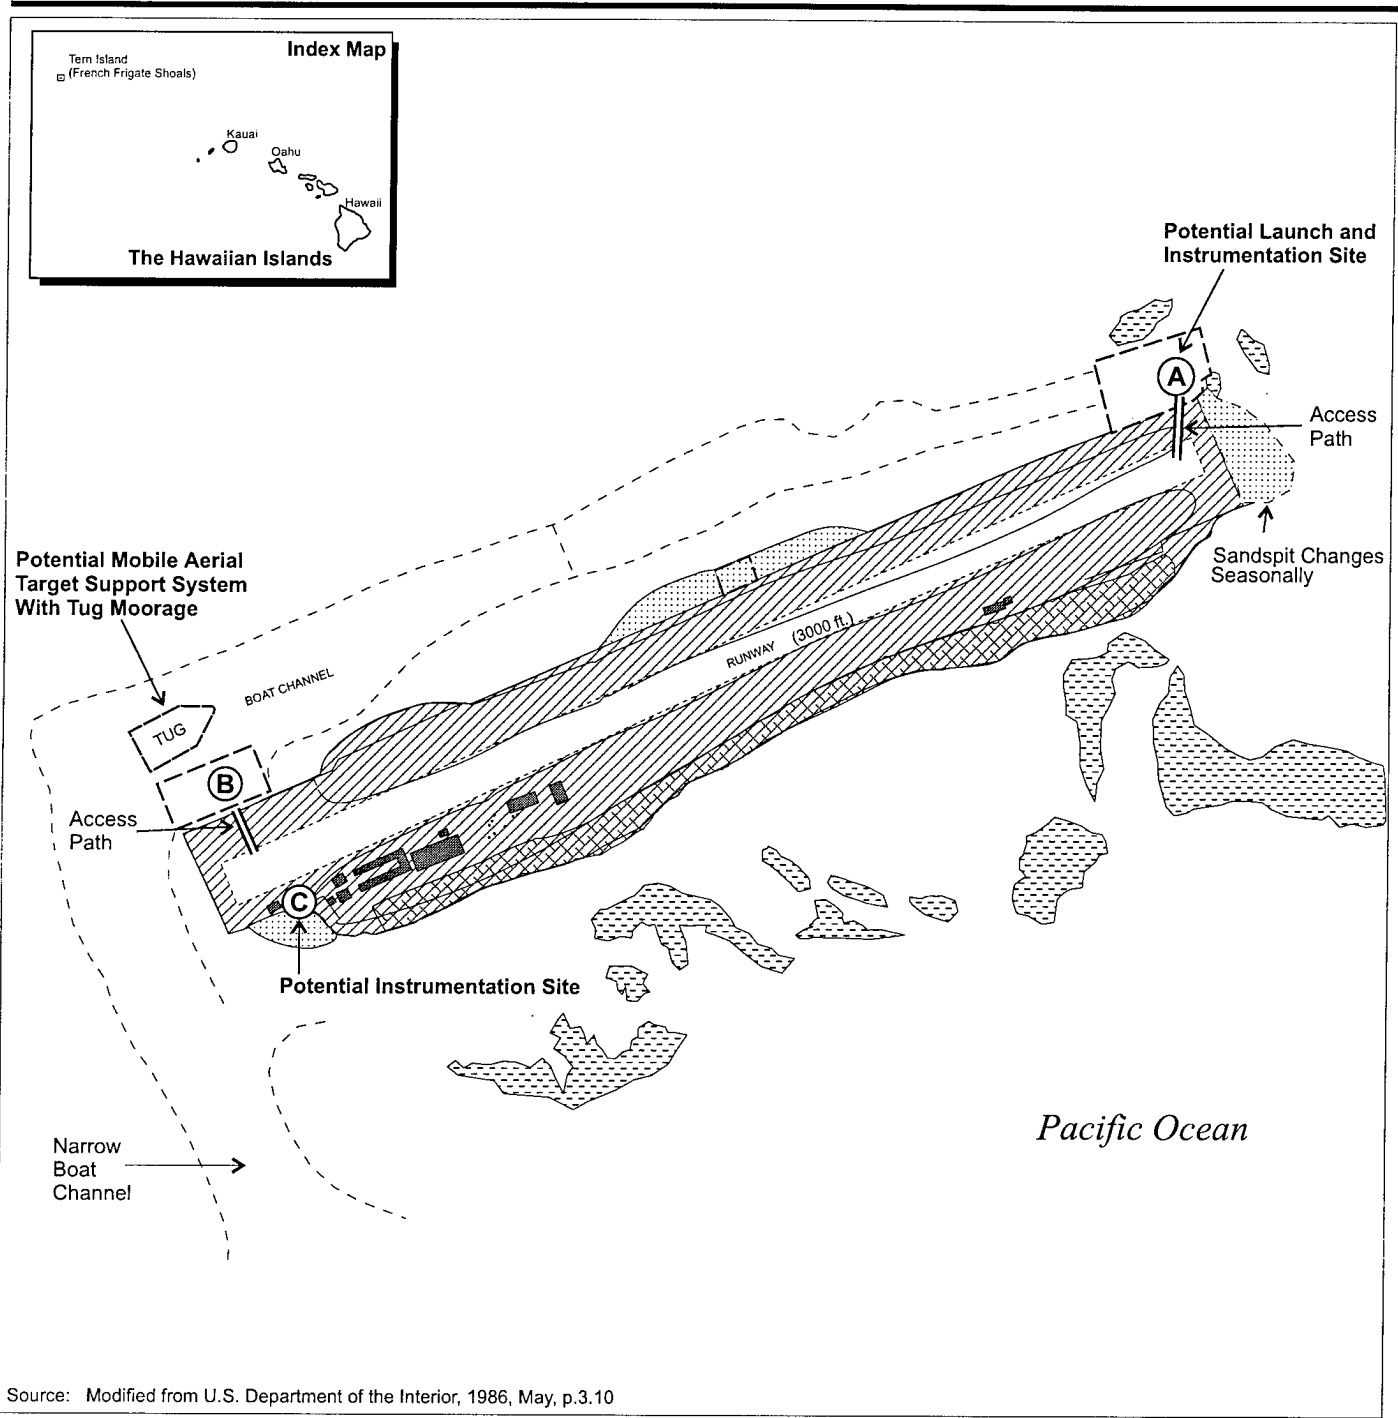 Index Map
Tern Island
(French Frigate Shoals)
Kauai
Oahu
Hawaii
The Hawaiian Islands
Potential Launch and
Instrumentation Site
A
Access
Path
Sandspit Changes
Seasonally
Potential Mobile Aerial
Target Support System
With Tug Moorage
RUNWAY (3000 ft.)
BOAT CHANNEL
TUG
B
Access
Path
C
Potential Instrumentation Site
Pacific Ocean
Narrow
Boat
Channel
Source: Modified from U.S. Department of the Interior, 1986, May, p.3.10